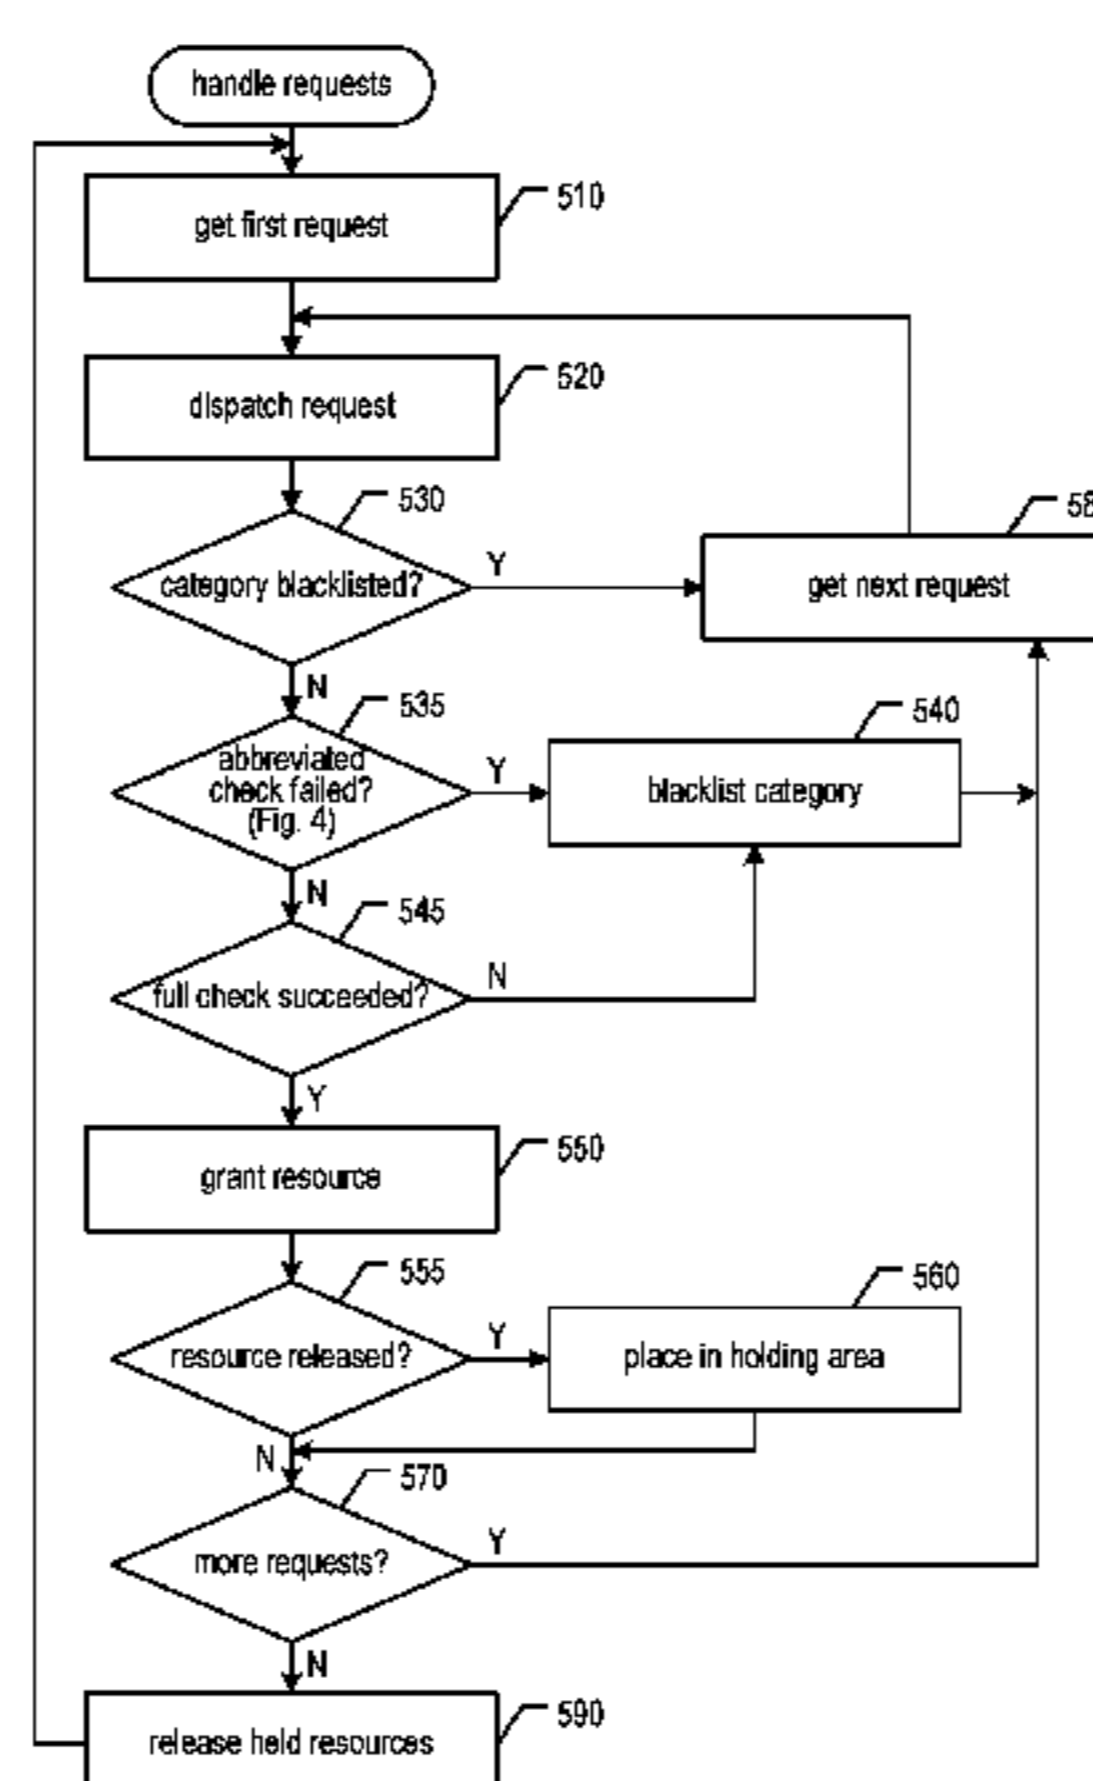 handle requests
get first request
510
dispatch request
520
530
category blacklisted?
Y
58
get next request
N
535
abbreviated
check failed?
(Fig. 4)
Y
540
blacklist category
N
545
full check succeeded?
N
Y
grant resource
550
555
resource released?
Y
560
place in holding area
N
570
more requests?
Y
N
release held resources
590